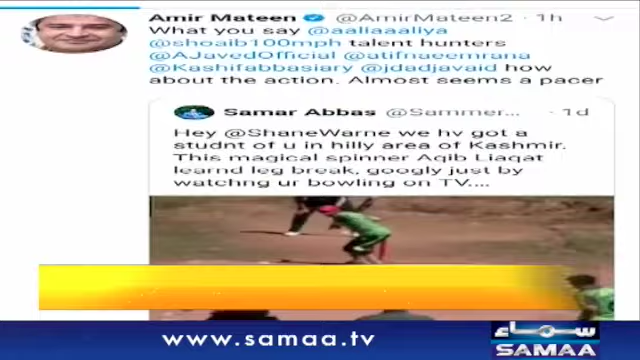 Amir Mateen @AmirMateen2 · 1h
What you say @aaliaaaliya
@shoaib100mph talent hunters
@AJavedOfficial @atifnaeemrana
@Kashifabbasiary @jdadjavaid how
about the action. Almost seems a pacer
Samar Abbas @Sammer... · 1d
Hey @ShaneWarne we hv got a
studnt of u in hilly area of Kashmir.
This magical spinner Aqib Liaqat
learnd leg break, googly just by
watchng ur bowling on TV....
www.samaa.tv
سماء
SAMAA